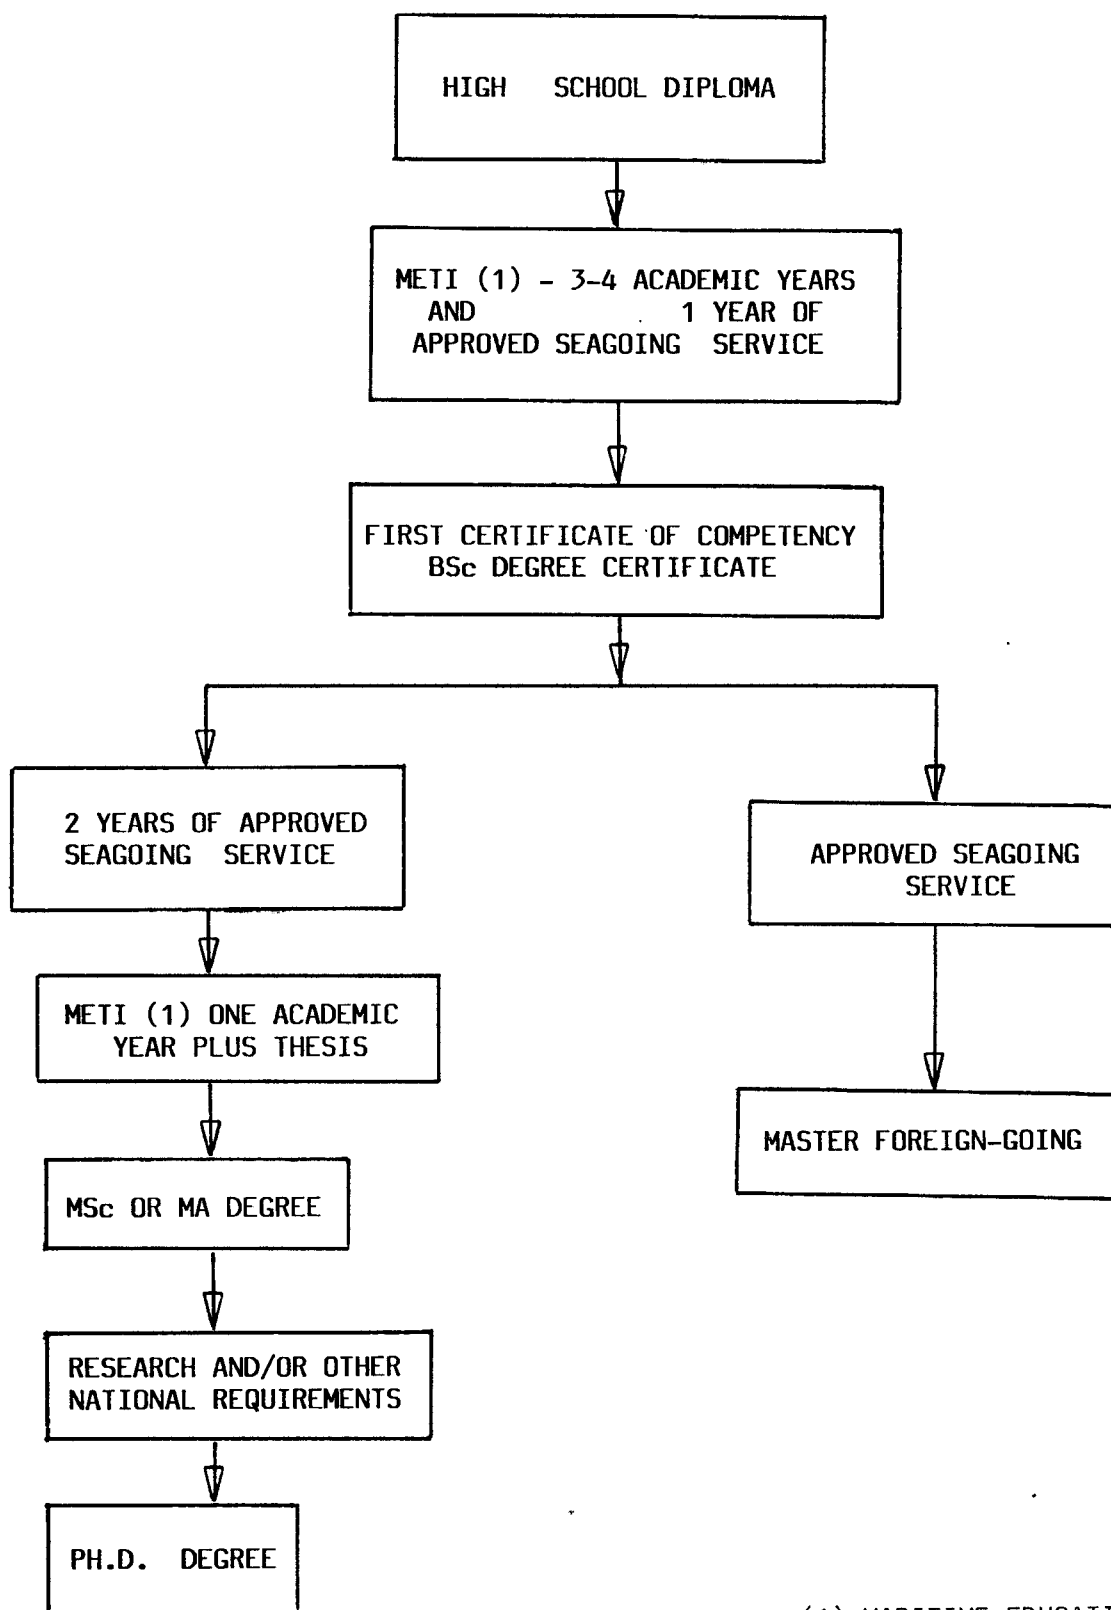 HIGH SCHOOL DIPLOMA
METI (1) - 3-4 ACADEMIC YEARS
AND 1 YEAR OF
APPROVED SEAGOING SERVICE
FIRST CERTIFICATE OF COMPETENCY
BSc DEGREE CERTIFICATE
2 YEARS OF APPROVED
SEAGOING SERVICE
METI (1) ONE ACADEMIC
YEAR PLUS THESIS
MSc OR MA DEGREE
RESEARCH AND/OR OTHER
NATIONAL REQUIREMENTS
PH.D. DEGREE
APPROVED SEAGOING
SERVICE
MASTER FOREIGN-GOING